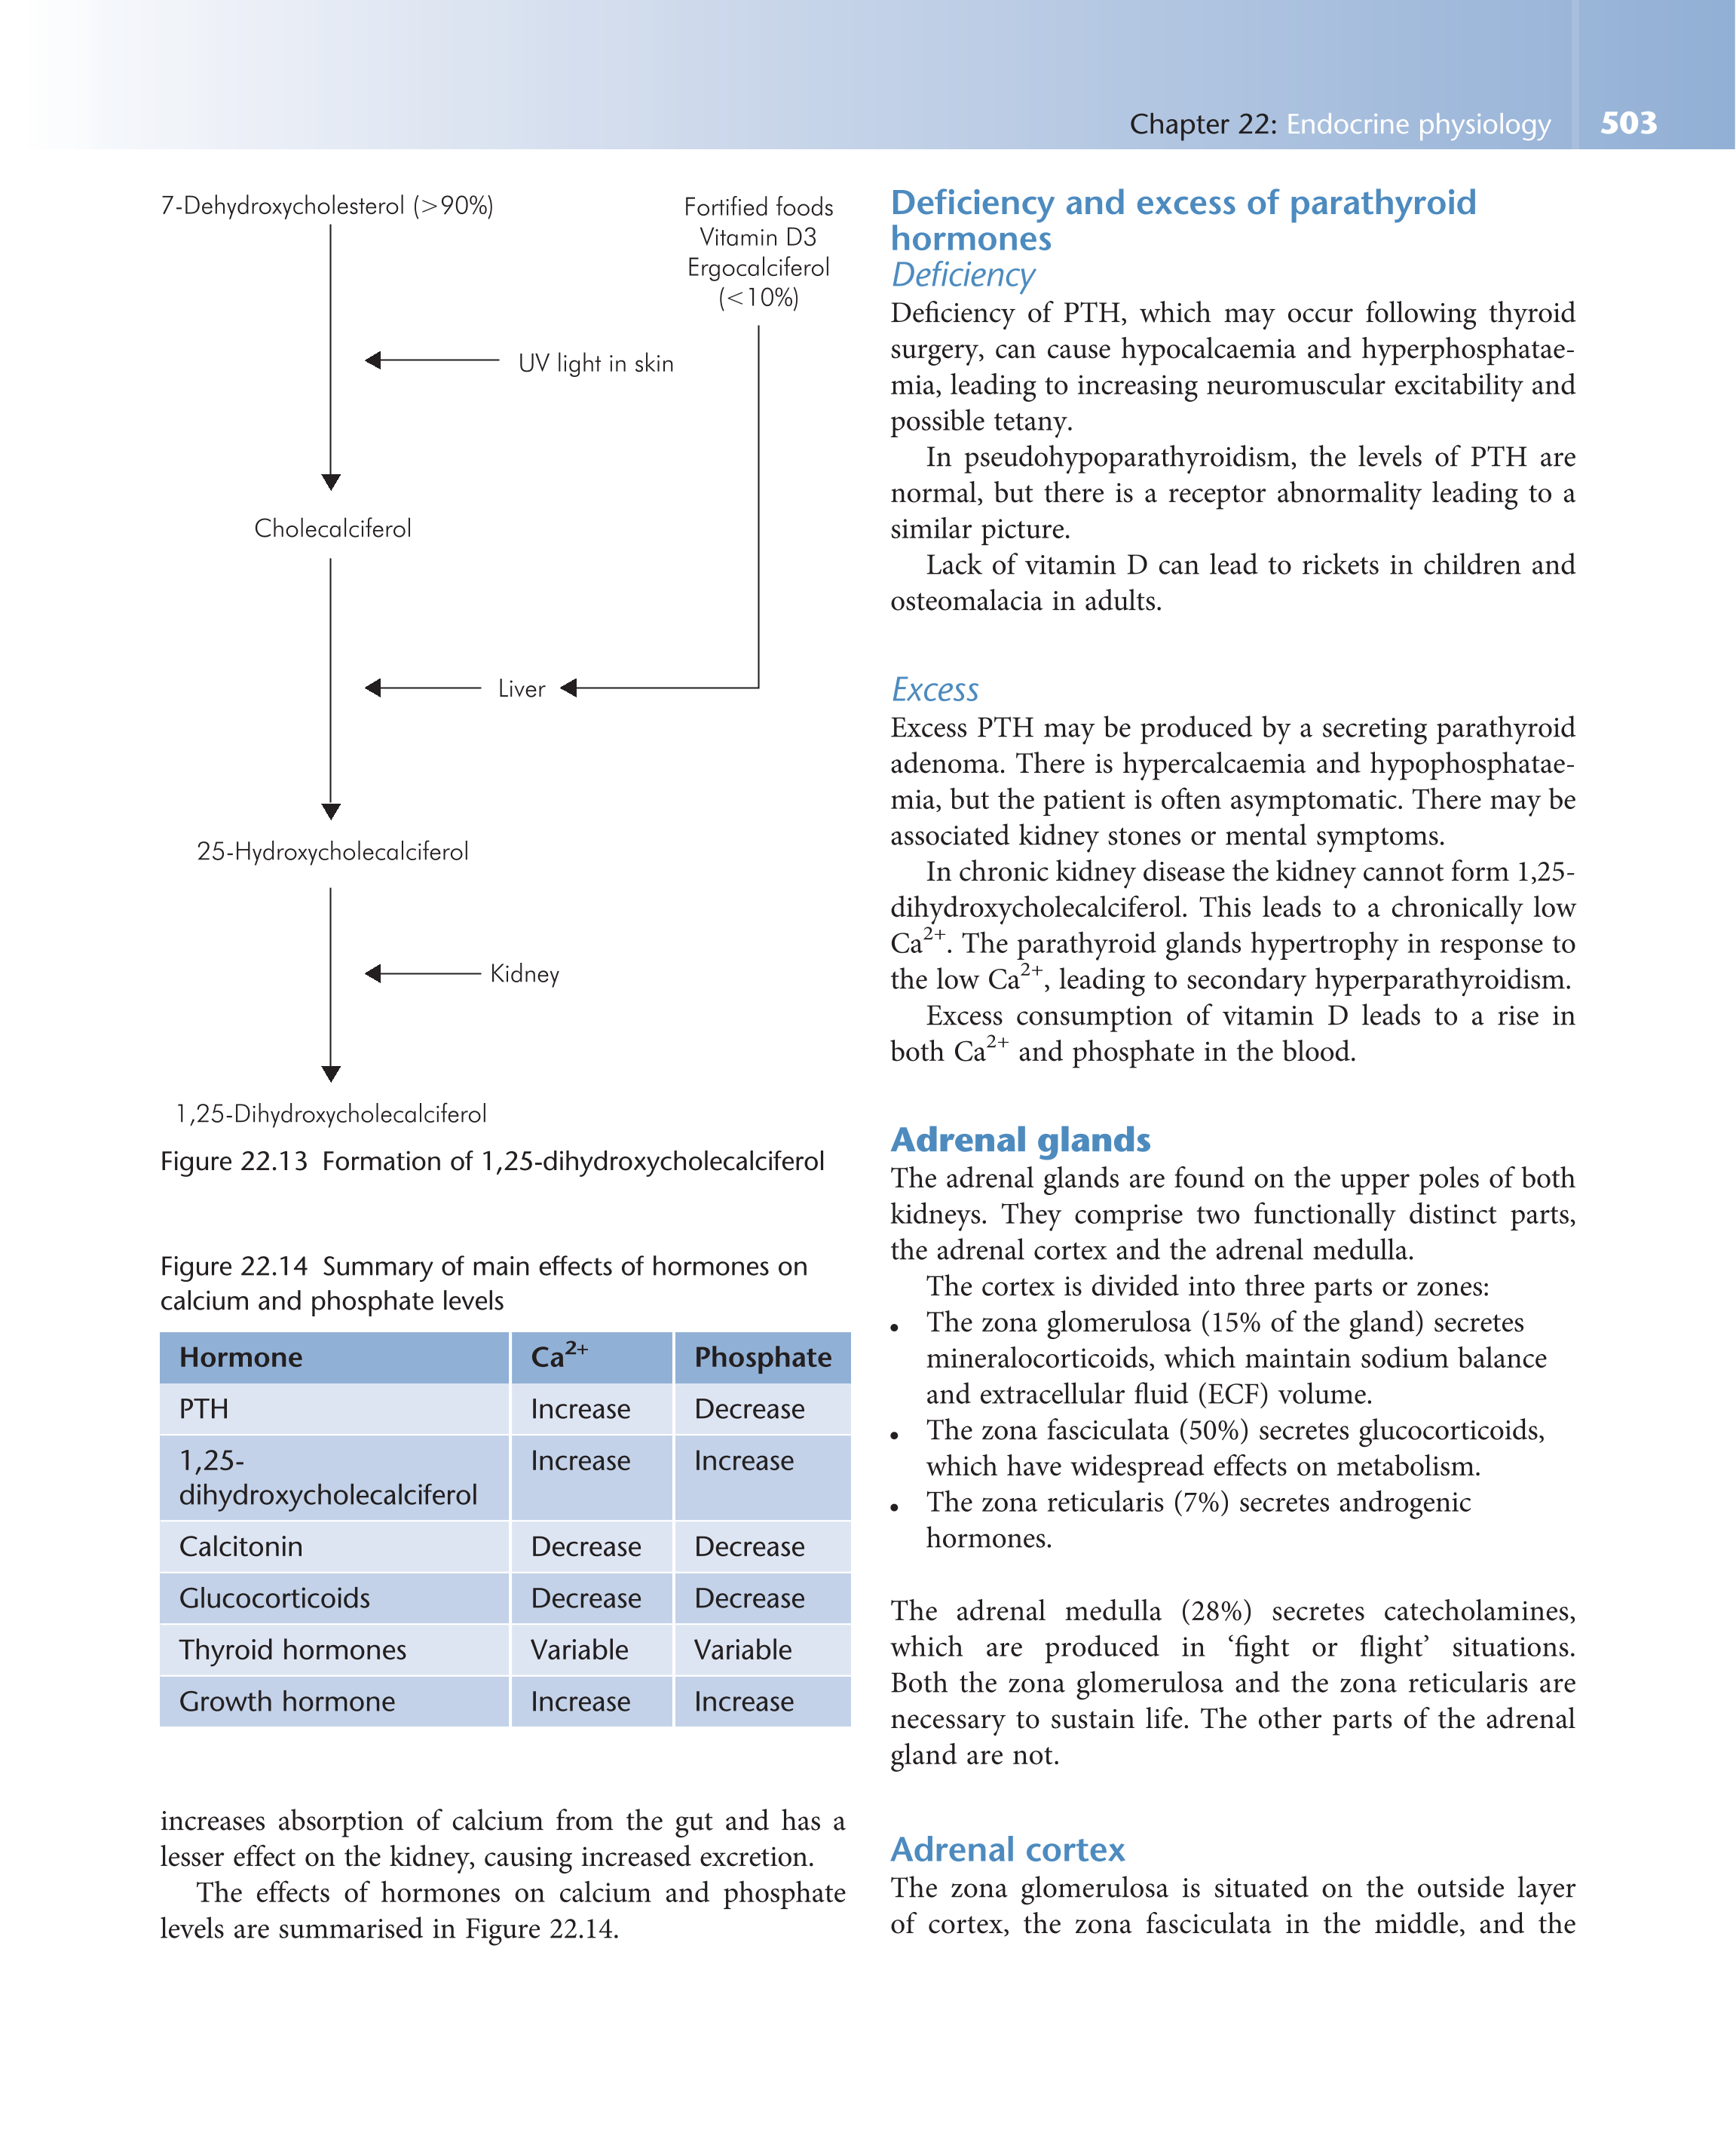 Chapter 22: Endocrine physiology 503
7-Dehydroxycholesterol (>90%)
Fortified foods
Vitamin D3
Ergocalciferol
(<10%)
UV light in skin
Cholecalciferol
Liver
25-Hydroxycholecalciferol
Kidney
1,25-Dihydroxycholecalciferol
Figure 22.13 Formation of 1,25-dihydroxycholecalciferol
Figure 22.14 Summary of main effects of hormones on
calcium and phosphate levels
Hormone Ca²⁺ Phosphate
PTH Increase Decrease
1,25- Increase Increase
dihydroxycholecalciferol
Calcitonin Decrease Decrease
Glucocorticoids Decrease Decrease
Thyroid hormones Variable Variable
Growth hormone Increase Increase
increases absorption of calcium from the gut and has a
lesser effect on the kidney, causing increased excretion.
The effects of hormones on calcium and phosphate
levels are summarised in Figure 22.14.
Deficiency and excess of parathyroid
hormones
Deficiency
Deficiency of PTH, which may occur following thyroid
surgery, can cause hypocalcaemia and hyperphosphatae-
mia, leading to increasing neuromuscular excitability and
possible tetany.
In pseudohypoparathyroidism, the levels of PTH are
normal, but there is a receptor abnormality leading to a
similar picture.
Lack of vitamin D can lead to rickets in children and
osteomalacia in adults.
Excess
Excess PTH may be produced by a secreting parathyroid
adenoma. There is hypercalcaemia and hypophosphatae-
mia, but the patient is often asymptomatic. There may be
associated kidney stones or mental symptoms.
In chronic kidney disease the kidney cannot form 1,25-
dihydroxycholecalciferol. This leads to a chronically low
Ca²⁺. The parathyroid glands hypertrophy in response to
the low Ca²⁺, leading to secondary hyperparathyroidism.
Excess consumption of vitamin D leads to a rise in
both Ca²⁺ and phosphate in the blood.
Adrenal glands
The adrenal glands are found on the upper poles of both
kidneys. They comprise two functionally distinct parts,
the adrenal cortex and the adrenal medulla.
The cortex is divided into three parts or zones:
• The zona glomerulosa (15% of the gland) secretes
mineralocorticoids, which maintain sodium balance
and extracellular fluid (ECF) volume.
• The zona fasciculata (50%) secretes glucocorticoids,
which have widespread effects on metabolism.
• The zona reticularis (7%) secretes androgenic
hormones.
The adrenal medulla (28%) secretes catecholamines,
which are produced in ‘fight or flight’ situations.
Both the zona glomerulosa and the zona reticularis are
necessary to sustain life. The other parts of the adrenal
gland are not.
Adrenal cortex
The zona glomerulosa is situated on the outside layer
of cortex, the zona fasciculata in the middle, and the